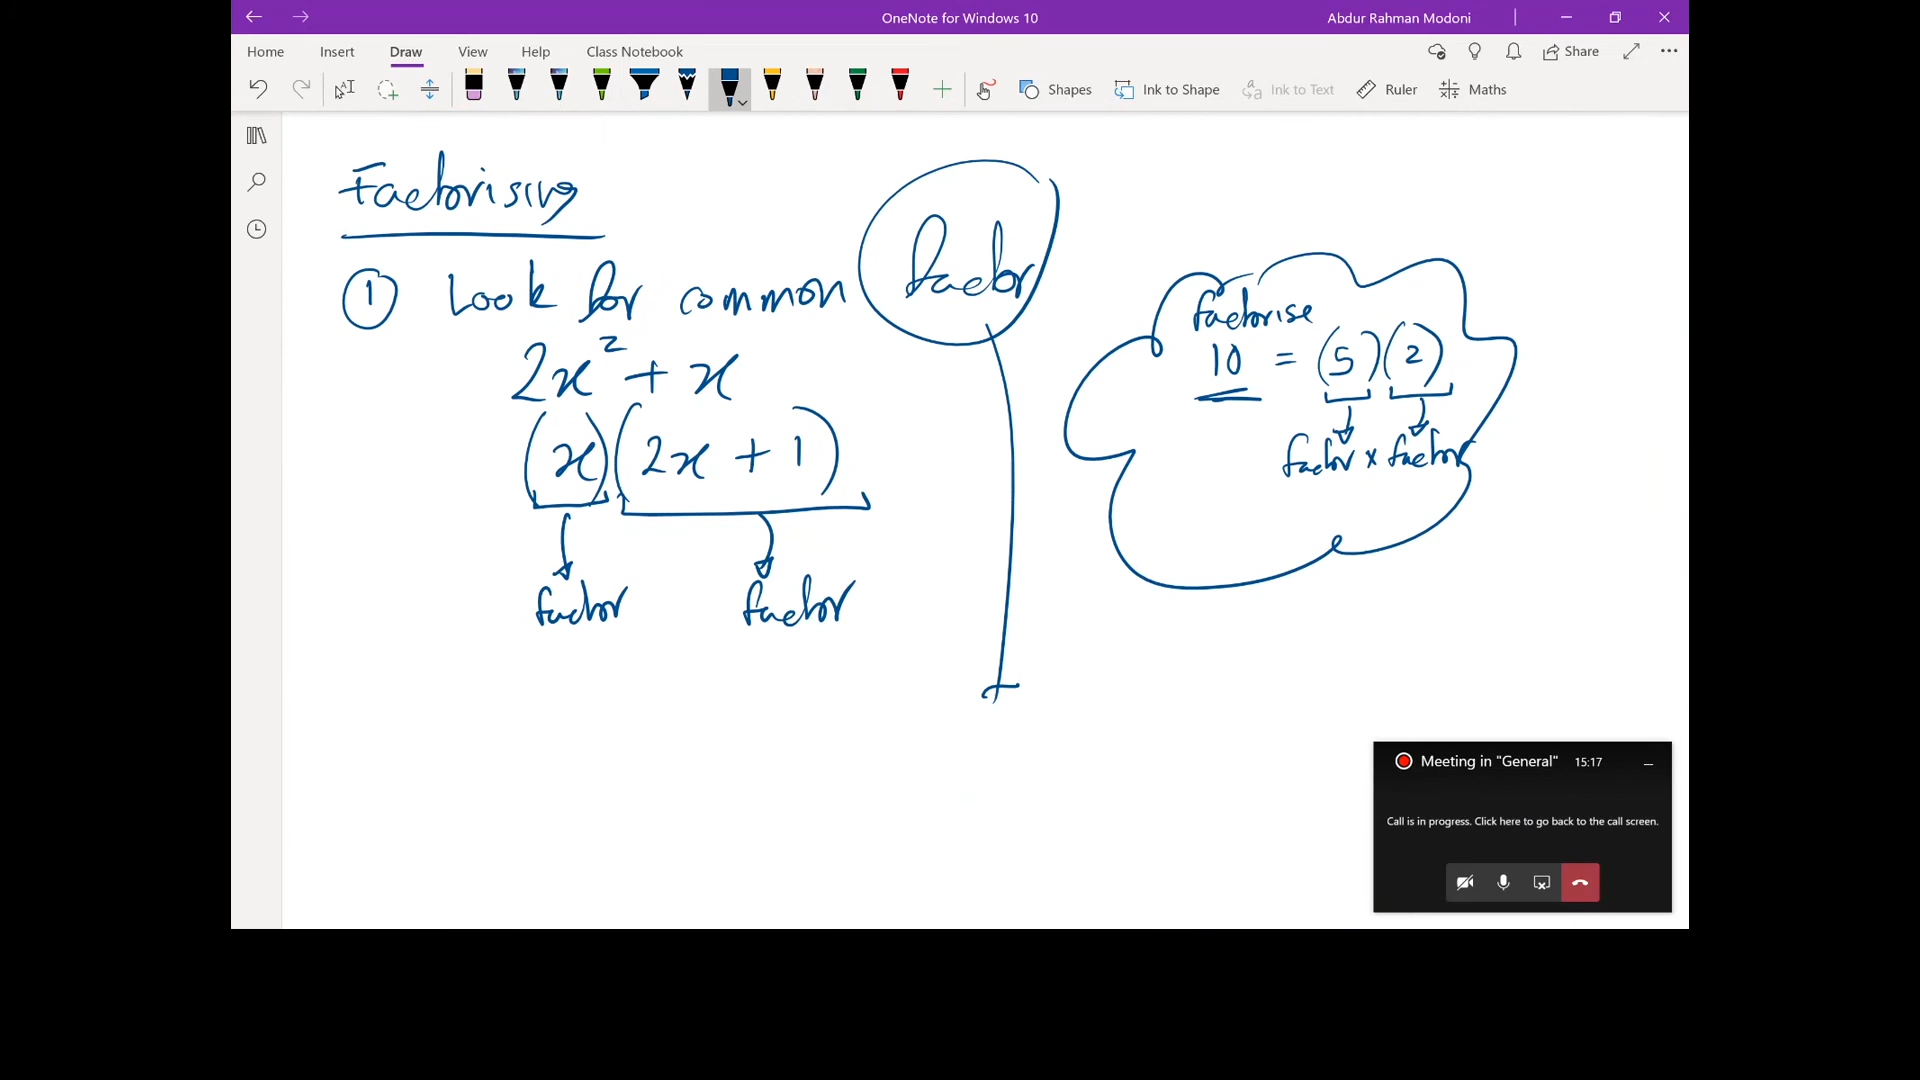 OneNote for Windows 10
Abdur Rahman Modoni
Home Insert Draw View Help Class Notebook
Share
Shapes Ink to Shape Ink to Text Ruler Maths
Factorising
① Look for common factor
2x² + x
(x)(2x + 1)
factor factor
factorise
10 = (5)(2)
factor x factor
Meeting in "General" 15:17
Call is in progress. Click here to go back to the call screen.